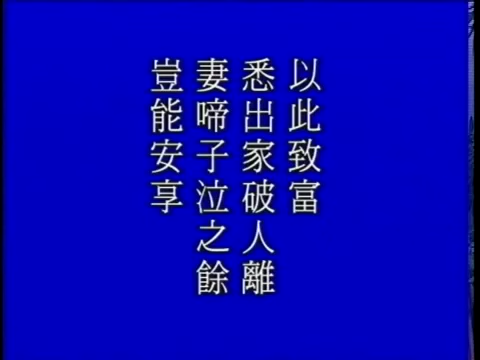 以此致富
悉出家破人離
妻啼子泣之餘
豈能安享